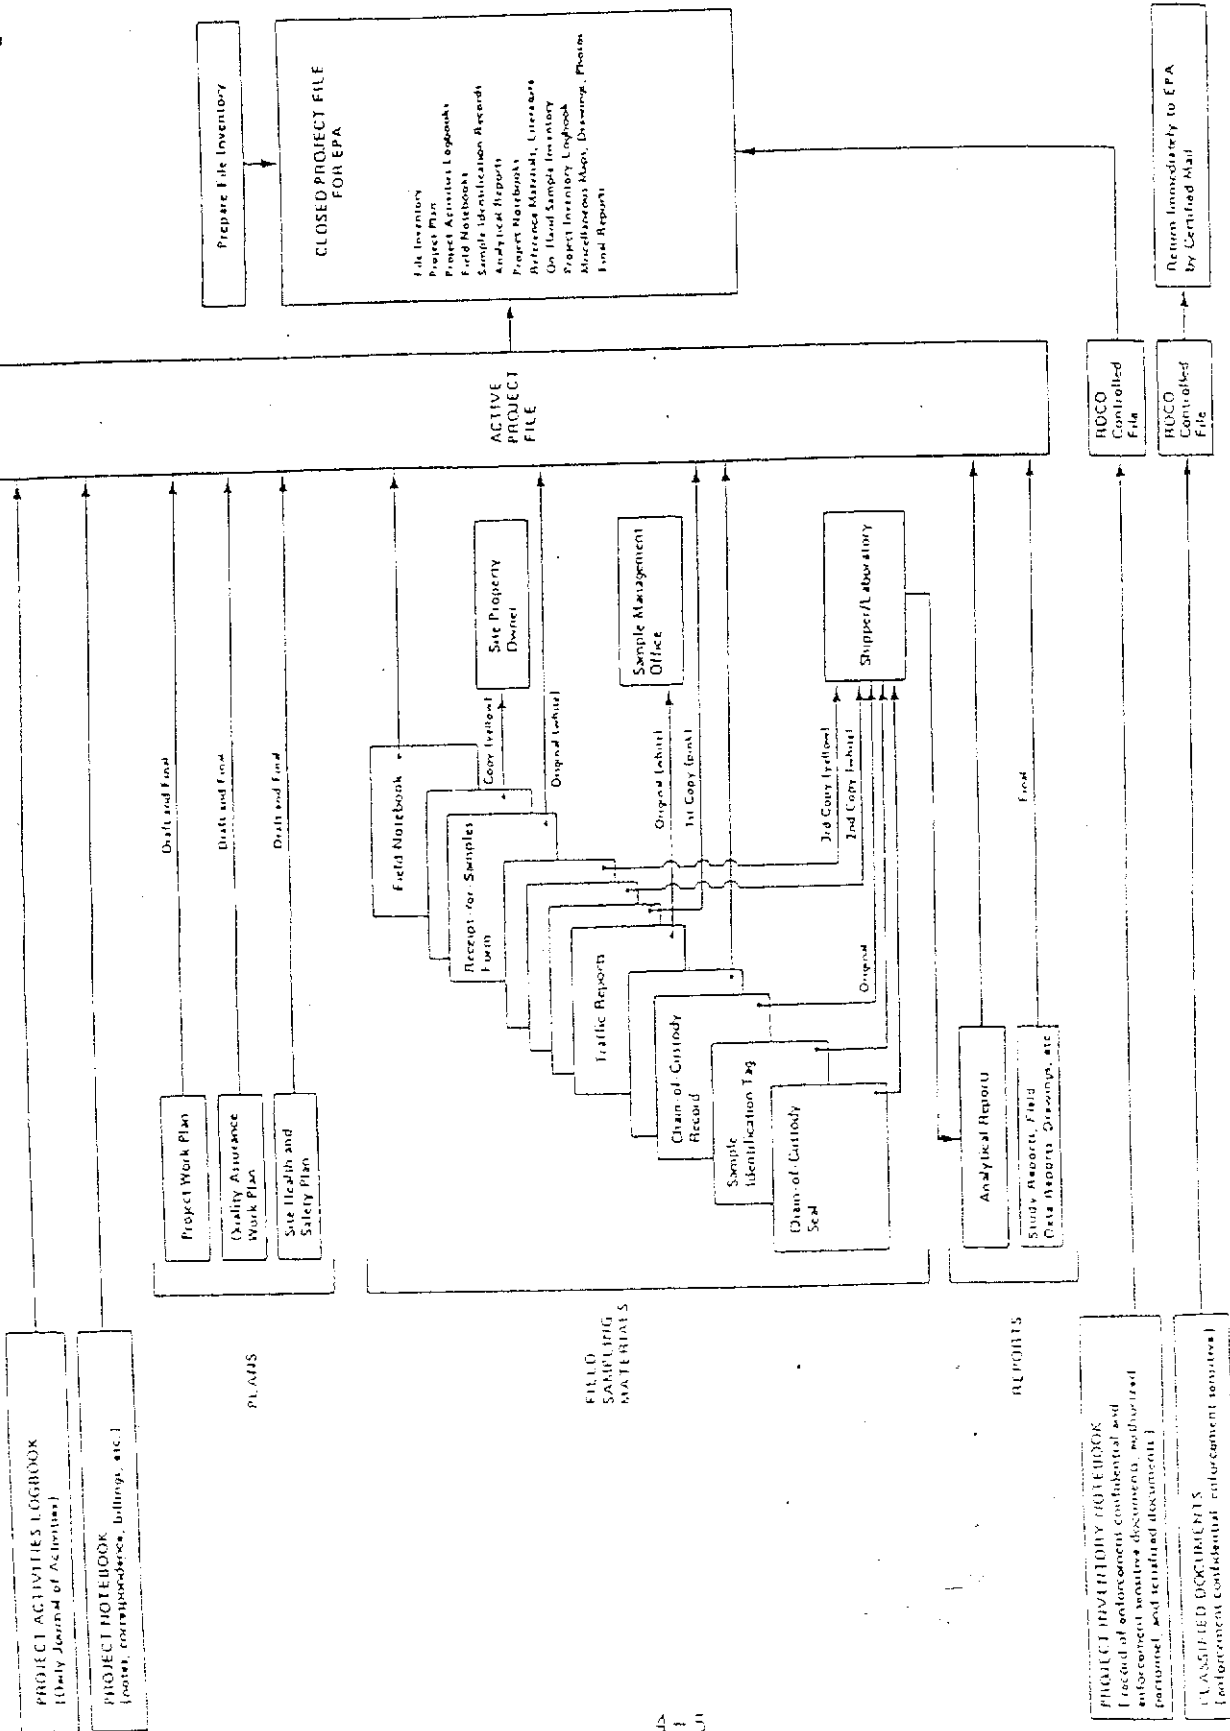 PROJECT ACTIVITIES LOGBOOK
(Daily Journal of Activities)
PROJECT NOTEBOOK
(notes, correspondence, billings, etc.)
PLANS
Project Work Plan
Quality Assurance
Work Plan
Site Health and
Safety Plan
Draft and Final
Draft and Final
Draft and Final
FIELD
SAMPLING
MATERIALS
Field Notebook
Receipt-for-Samples
Form
Traffic Reports
Chain-of-Custody
Record
Sample
Identification Tag
Chain-of-Custody
Seal
Copy (yellow)
Original (white)
Original (white)
1st Copy (pink)
3rd Copy (yellow)
2nd Copy (white)
Original
Site Property
Owner
Sample Management
Office
Shipper/Laboratory
REPORTS
Analytical Reports
Study Reports, Field
Data Reports, Drawings, etc.
Final
PROJECT INVENTORY NOTEBOOK
[record of enforcement confidential and
enforcement sensitive documents, authorized
personnel, and serialized documents]
CLASSIFIED DOCUMENTS
[enforcement confidential, enforcement sensitive]
ACTIVE
PROJECT
FILE
RDCO
Controlled
File
RDCO
Controlled
File
Prepare File Inventory
CLOSED PROJECT FILE
FOR EPA
File Inventory
Project Plan
Project Activities Logbooks
Field Notebooks
Sample Identification Records
Analytical Reports
Project Notebooks
Reference Materials, Literature
On Hand Sample Inventory
Project Inventory Logbook
Miscellaneous Maps, Drawings, Photos
Final Reports
Return Immediately to EPA
by Certified Mail